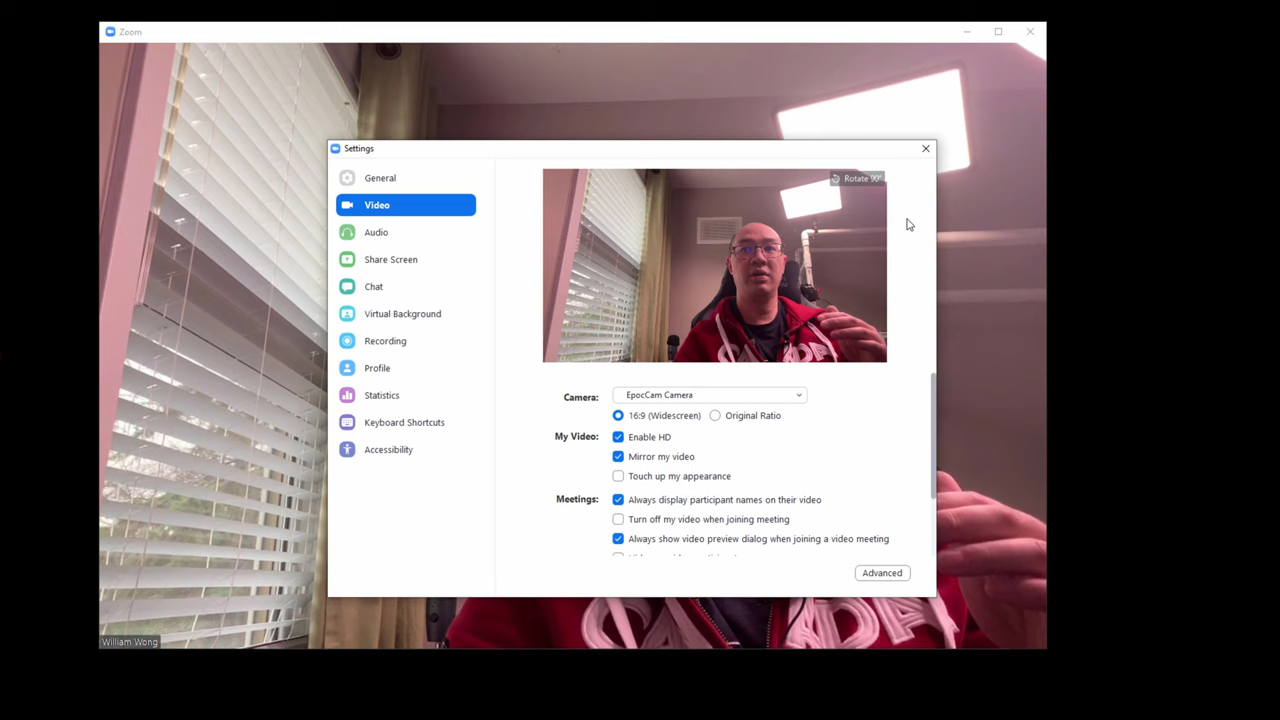 Zoom
Settings
General
Video
Audio
Share Screen
Chat
Virtual Background
Recording
Profile
Statistics
Keyboard Shortcuts
Accessibility
Rotate 90°
Camera: EpocCam Camera
16:9 (Widescreen) Original Ratio
My Video: Enable HD
Mirror my video
Touch up my appearance
Meetings: Always display participant names on their video
Turn off my video when joining meeting
Always show video preview dialog when joining a video meeting
Advanced
William Wong